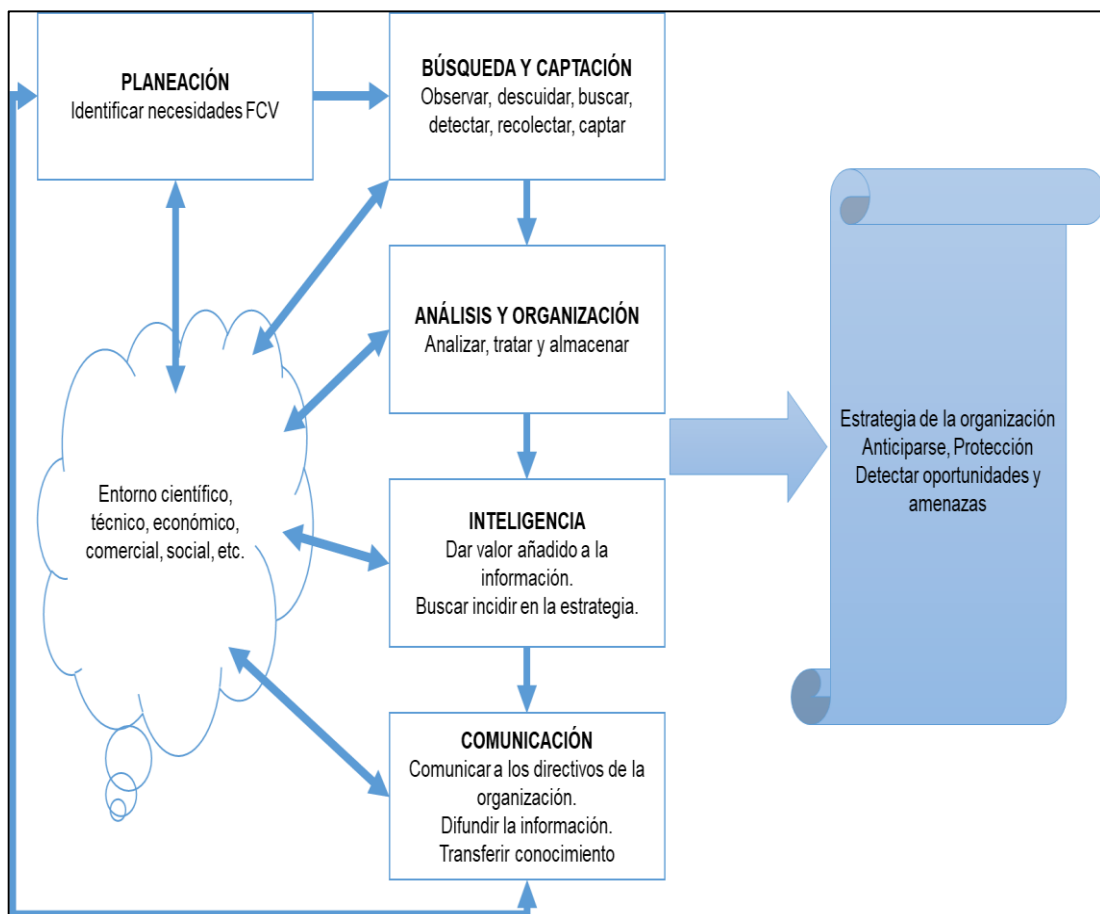 PLANEACIÓN
Identificar necesidades FCV
BÚSQUEDA Y CAPTACIÓN
Observar, descuidar, buscar,
detectar, recolectar, captar
ANÁLISIS Y ORGANIZACIÓN
Analizar, tratar y almacenar
Entorno científico,
técnico, económico,
comercial, social, etc.
INTELIGENCIA
Dar valor añadido a la
información.
Buscar incidir en la estrategia.
COMUNICACIÓN
Comunicar a los directivos de la
organización.
Difundir la información.
Transferir conocimiento
Estrategia de la organización
Anticiparse, Protección
Detectar oportunidades y
amenazas